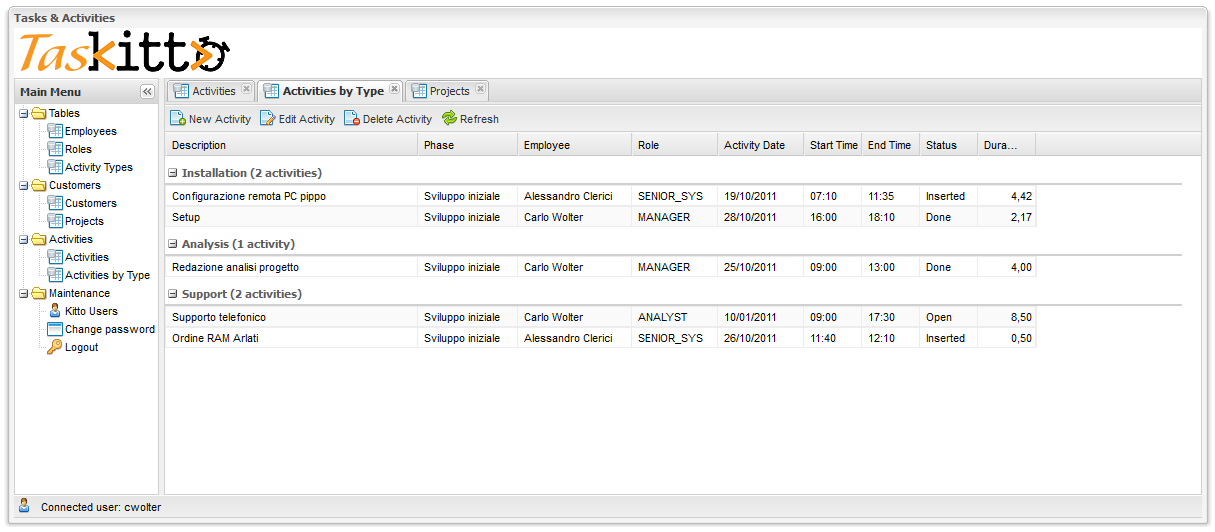 Tasks & Activities
Taskitto
Main Menu
Tables
Employees
Roles
Activity Types
Customers
Customers
Projects
Activities
Activities
Activities by Type
Maintenance
Kitto Users
Change password
Logout
Activities Activities by Type Projects
New Activity Edit Activity Delete Activity Refresh
Description Phase Employee Role Activity Date Start Time End Time Status Dura...
Installation (2 activities)
Configurazione remota PC pippo Sviluppo iniziale Alessandro Clerici SENIOR_SYS 19/10/2011 07:10 11:35 Inserted 4,42
Setup Sviluppo iniziale Carlo Wolter MANAGER 28/10/2011 16:00 18:10 Done 2,17
Analysis (1 activity)
Redazione analisi progetto Sviluppo iniziale Carlo Wolter MANAGER 25/10/2011 09:00 13:00 Done 4,00
Support (2 activities)
Supporto telefonico Sviluppo iniziale Carlo Wolter ANALYST 10/01/2011 09:00 17:30 Open 8,50
Ordine RAM Arlati Sviluppo iniziale Alessandro Clerici SENIOR_SYS 26/10/2011 11:40 12:10 Inserted 0,50
Connected user: cwolter